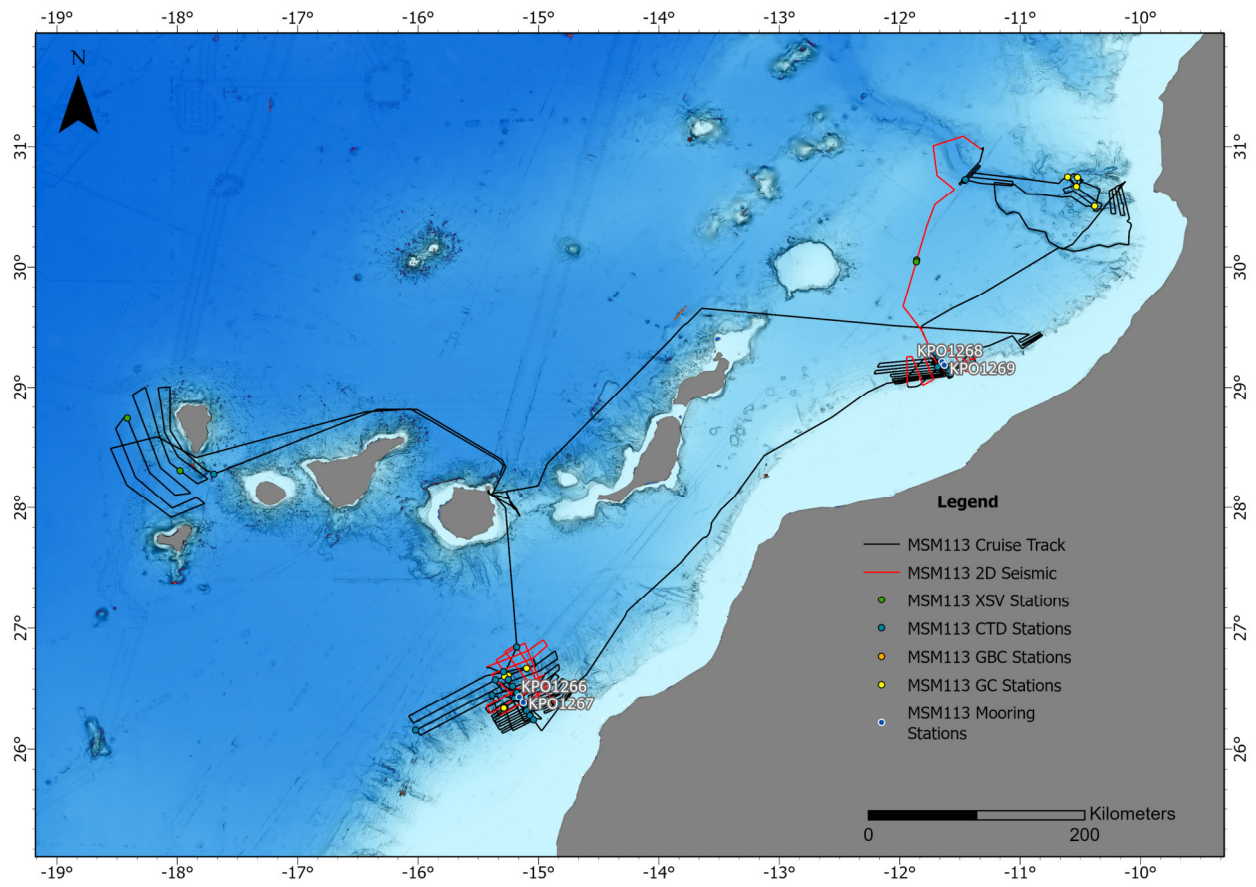 -19° -18° -17° -16° -15° -14° -13° -12° -11° -10°
N
31° 31°
30° 30°
KPO1268
KPO1269
29° 29°
28° 28°
Legend
MSM113 Cruise Track
MSM113 2D Seismic
MSM113 XSV Stations
27° 27°
MSM113 CTD Stations
MSM113 GBC Stations
KPO1266
MSM113 GC Stations
KPO1267
MSM113 Mooring
Stations
26° 26°
Kilometers
0 200
-19° -18° -17° -16° -15° -14° -13° -12° -11° -10°